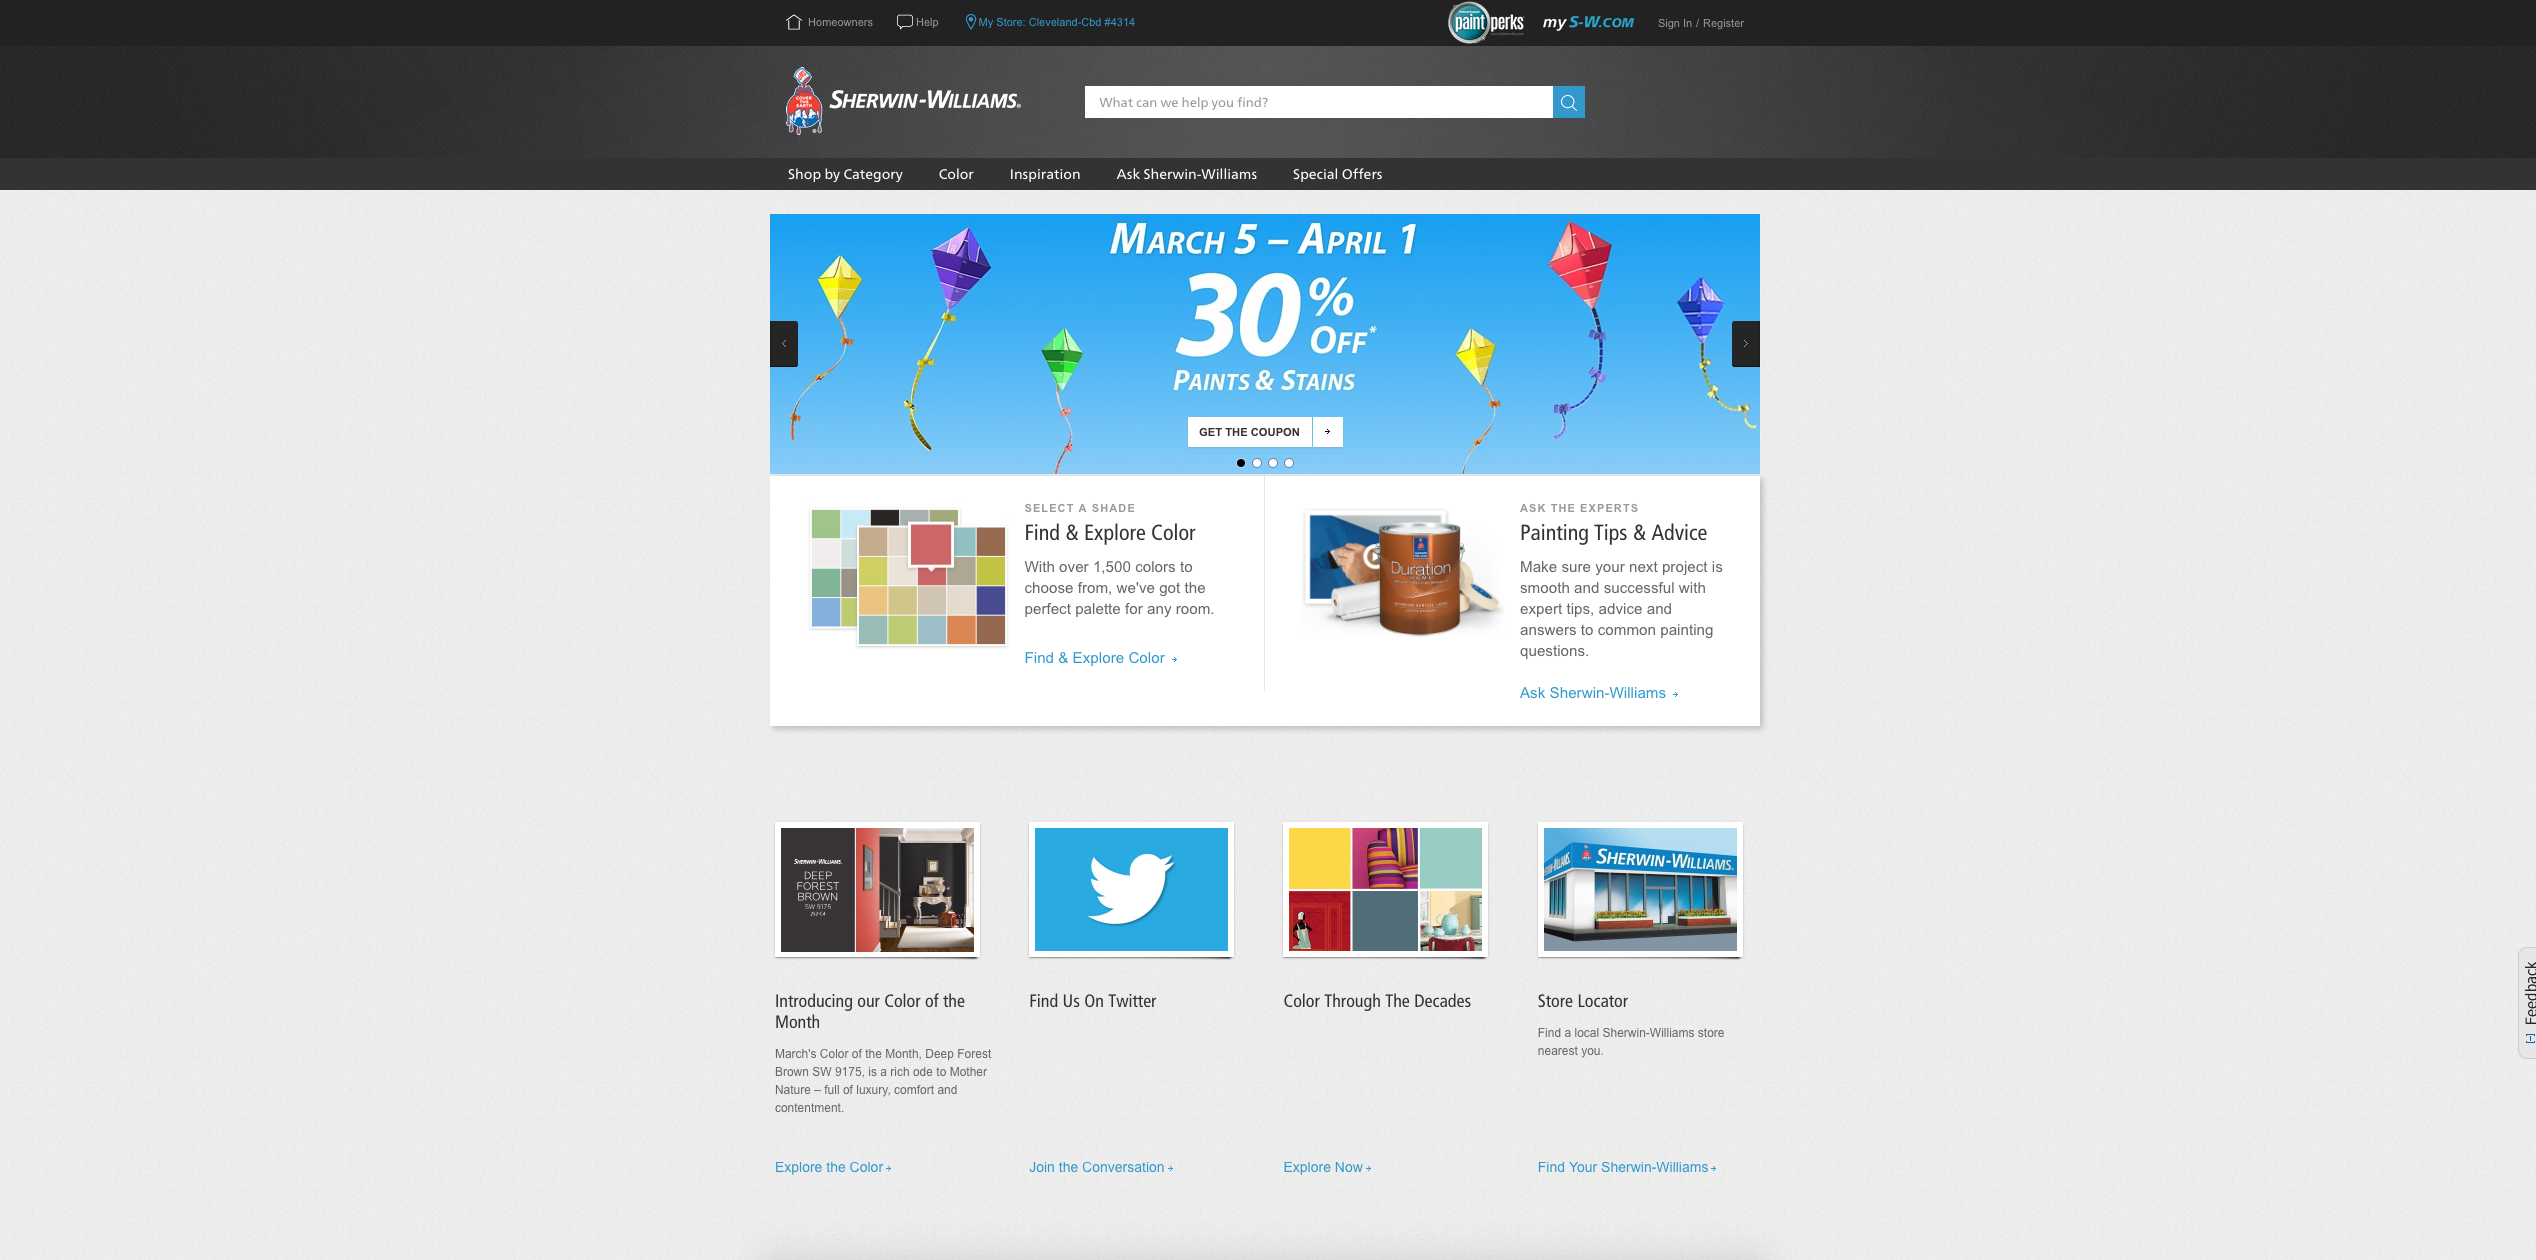 Homeowners
Help
My Store: Cleveland-Cbd #4314
paint perks
my S-W.COM
Sign In / Register
COVER THE EARTH
SHERWIN-WILLIAMS®
What can we help you find?
Shop by Category
Color
Inspiration
Ask Sherwin-Williams
Special Offers
MARCH 5 – APRIL 1
30% OFF*
PAINTS & STAINS
GET THE COUPON
SELECT A SHADE
Find & Explore Color
With over 1,500 colors to
choose from, we've got the
perfect palette for any room.
Find & Explore Color
Duration
HOME
ASK THE EXPERTS
Painting Tips & Advice
Make sure your next project is
smooth and successful with
expert tips, advice and
answers to common painting
questions.
Ask Sherwin-Williams
SHERWIN-WILLIAMS.
DEEP
FOREST
BROWN
SW 9175
292-C4
Introducing our Color of the
Month
March's Color of the Month, Deep Forest
Brown SW 9175, is a rich ode to Mother
Nature – full of luxury, comfort and
contentment.
Explore the Color
Find Us On Twitter
Join the Conversation
Color Through The Decades
Explore Now
SHERWIN-WILLIAMS.
Store Locator
Find a local Sherwin-Williams store
nearest you.
Find Your Sherwin-Williams
Feedback